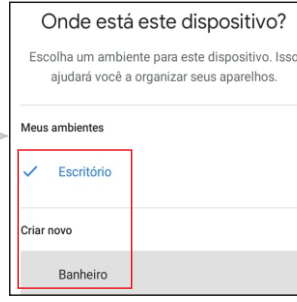 Onde está este dispositivo?
Escolha um ambiente para este dispositivo. Isso
ajudará você a organizar seus aparelhos.
Meus ambientes
Escritório
Criar novo
Banheiro